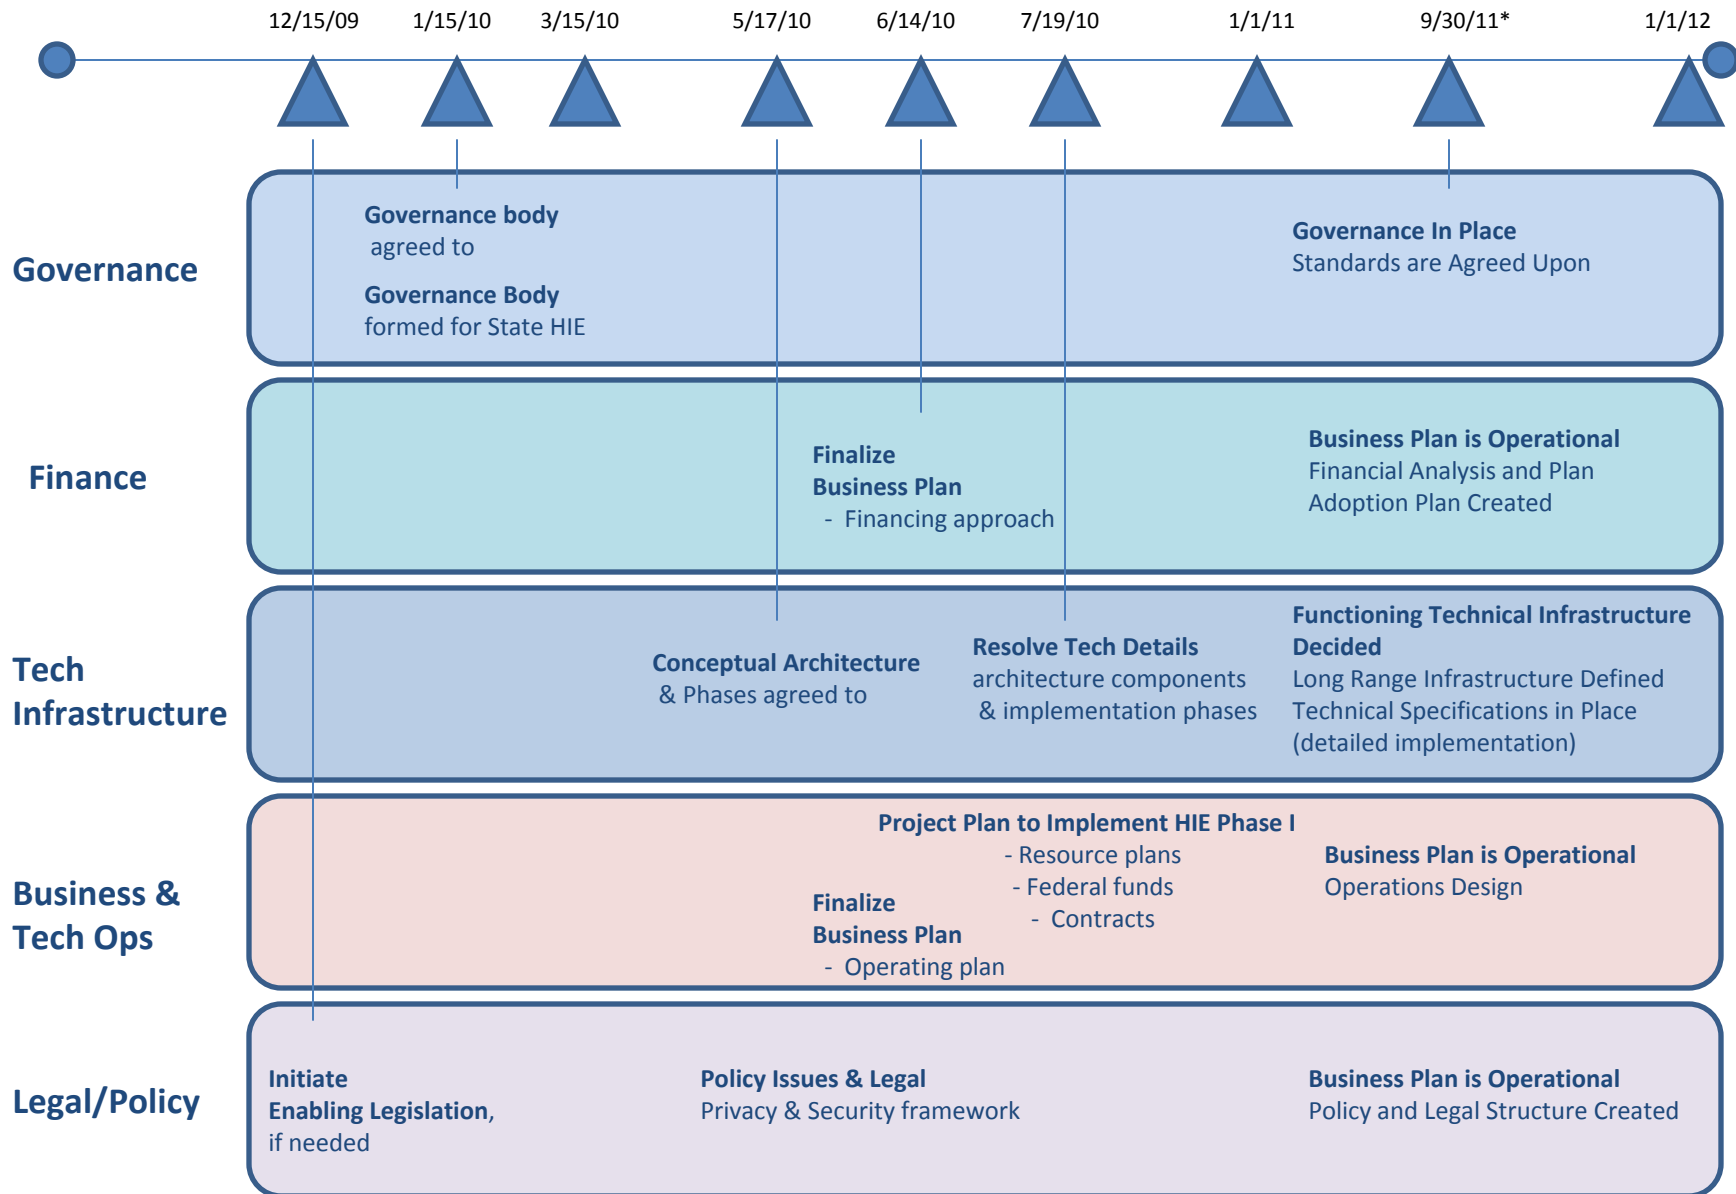 12/15/09 1/15/10 3/15/10 5/17/10 6/14/10 7/19/10 1/1/11 9/30/11* 1/1/12
Governance
Governance body
agreed to
Governance Body
formed for State HIE
Governance In Place
Standards are Agreed Upon
Finance
Finalize
Business Plan
- Financing approach
Business Plan is Operational
Financial Analysis and Plan
Adoption Plan Created
Tech
Infrastructure
Conceptual Architecture
& Phases agreed to
Resolve Tech Details
architecture components
& implementation phases
Functioning Technical Infrastructure
Decided
Long Range Infrastructure Defined
Technical Specifications in Place
(detailed implementation)
Business &
Tech Ops
Finalize
Business Plan
- Operating plan
Project Plan to Implement HIE Phase I
- Resource plans
- Federal funds
- Contracts
Business Plan is Operational
Operations Design
Legal/Policy
Initiate
Enabling Legislation,
if needed
Policy Issues & Legal
Privacy & Security framework
Business Plan is Operational
Policy and Legal Structure Created